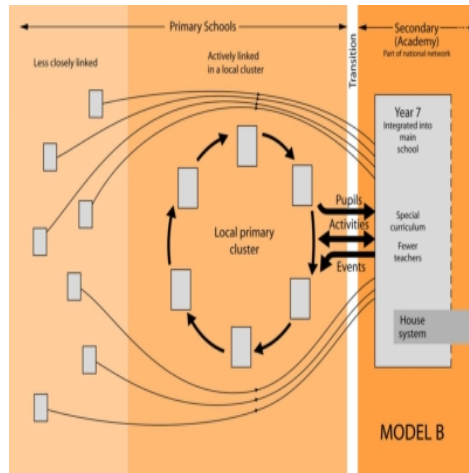 Primary Schools
Secondary
(Academy)
Part of national network
Less closely linked
Actively linked
in a local cluster
Transition
Year 7
Integrated into
main
school
Pupils
Activities
Events
Special
curriculum
Fewer
teachers
Local primary
cluster
House
system
MODEL B